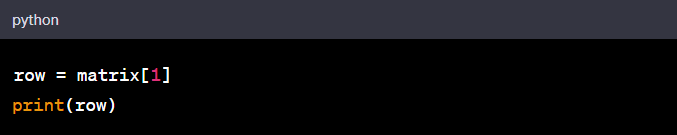 python
row = matrix[1]
print(row)